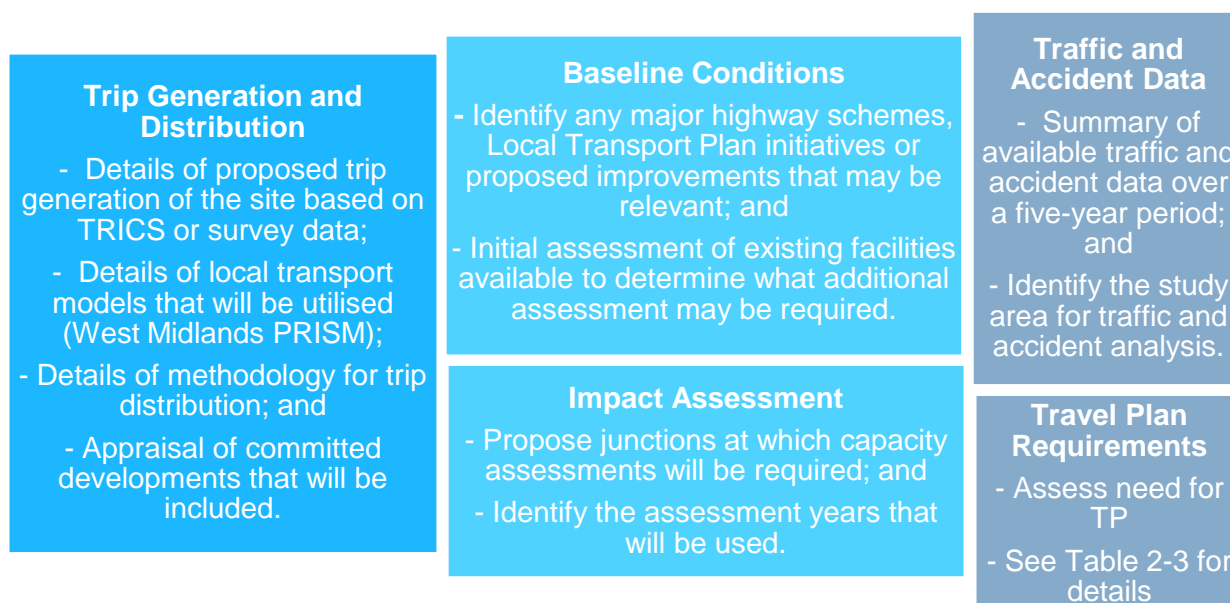 Trip Generation and
Distribution
- Details of proposed trip
generation of the site based on
TRICS or survey data;
- Details of local transport
models that will be utilised
(West Midlands PRISM);
- Details of methodology for trip
distribution; and
- Appraisal of committed
developments that will be
included.
Baseline Conditions
- Identify any major highway schemes,
Local Transport Plan initiatives or
proposed improvements that may be
relevant; and
- Initial assessment of existing facilities
available to determine what additional
assessment may be required.
Impact Assessment
- Propose junctions at which capacity
assessments will be required; and
- Identify the assessment years that
will be used.
Traffic and
Accident Data
- Summary of
available traffic and
accident data over
a five-year period;
and
- Identify the study
area for traffic and
accident analysis.
Travel Plan
Requirements
- Assess need for
TP
- See Table 2-3 for
details